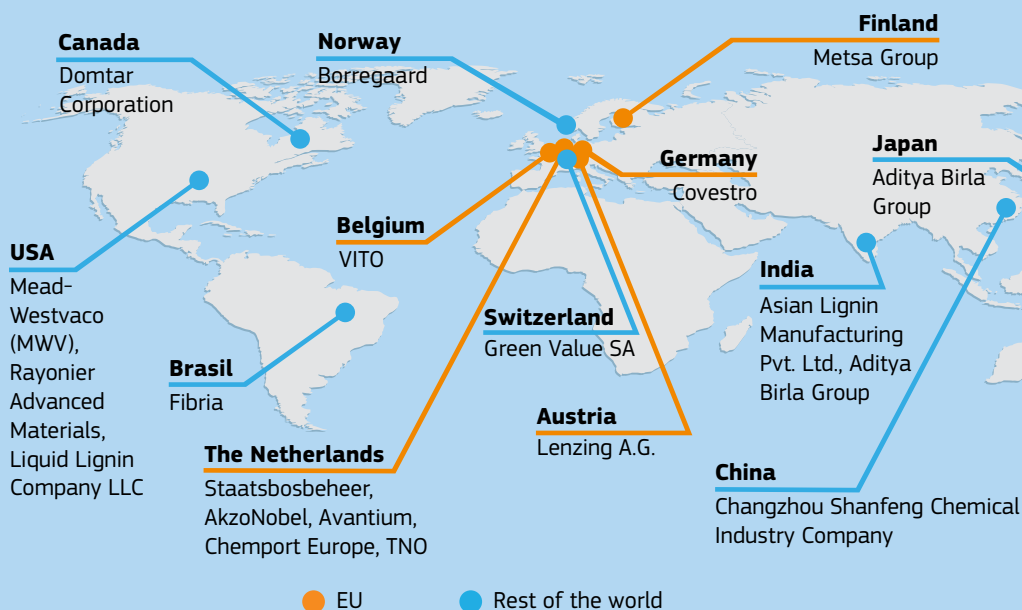 Canada
Domtar
Corporation
Norway
Borregaard
Finland
Metsa Group
Germany
Covestro
Japan
Aditya Birla
Group
Belgium
VITO
USA
Mead-
Westvaco
(MWV),
Rayonier
Advanced
Materials,
Liquid Lignin
Company LLC
Brasil
Fibria
Switzerland
Green Value SA
India
Asian Lignin
Manufacturing
Pvt. Ltd., Aditya
Birla Group
The Netherlands
Staatsbosbeheer,
AkzoNobel, Avantium,
Chemport Europe, TNO
Austria
Lenzing A.G.
China
Changzhou Shanfeng Chemical
Industry Company
EU
Rest of the world